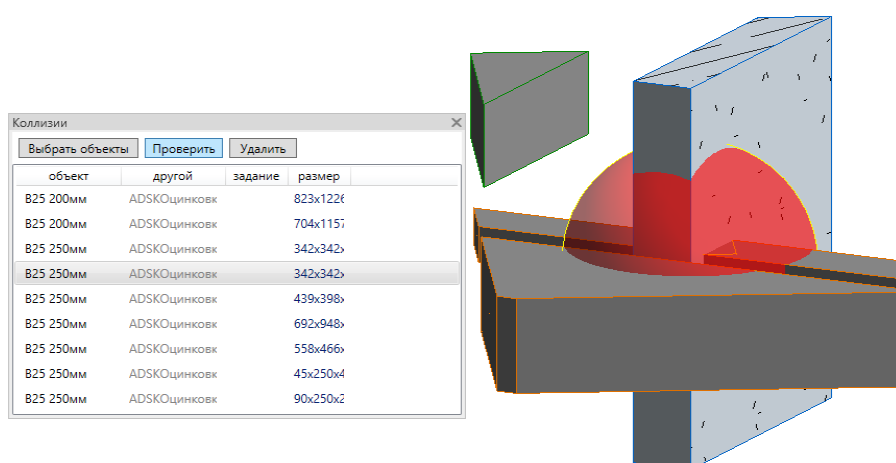 Коллизии
Выбрать объекты Проверить Удалить
объект другой задание размер
B25 200мм ADSKОцинковк 823x1226
B25 200мм ADSKОцинковк 704x1157
B25 250мм ADSKОцинковк 342x342x
B25 250мм ADSKОцинковк 342x342x
B25 250мм ADSKОцинковк 439x398x
B25 250мм ADSKОцинковк 692x948x
B25 250мм ADSKОцинковк 558x466x
B25 250мм ADSKОцинковк 45x250x4
B25 250мм ADSKОцинковк 90x250x2